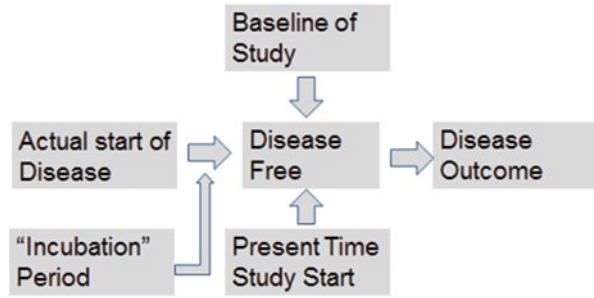 Baseline of
Study
Actual start of
Disease
Disease
Free
Disease
Outcome
“Incubation”
Period
Present Time
Study Start